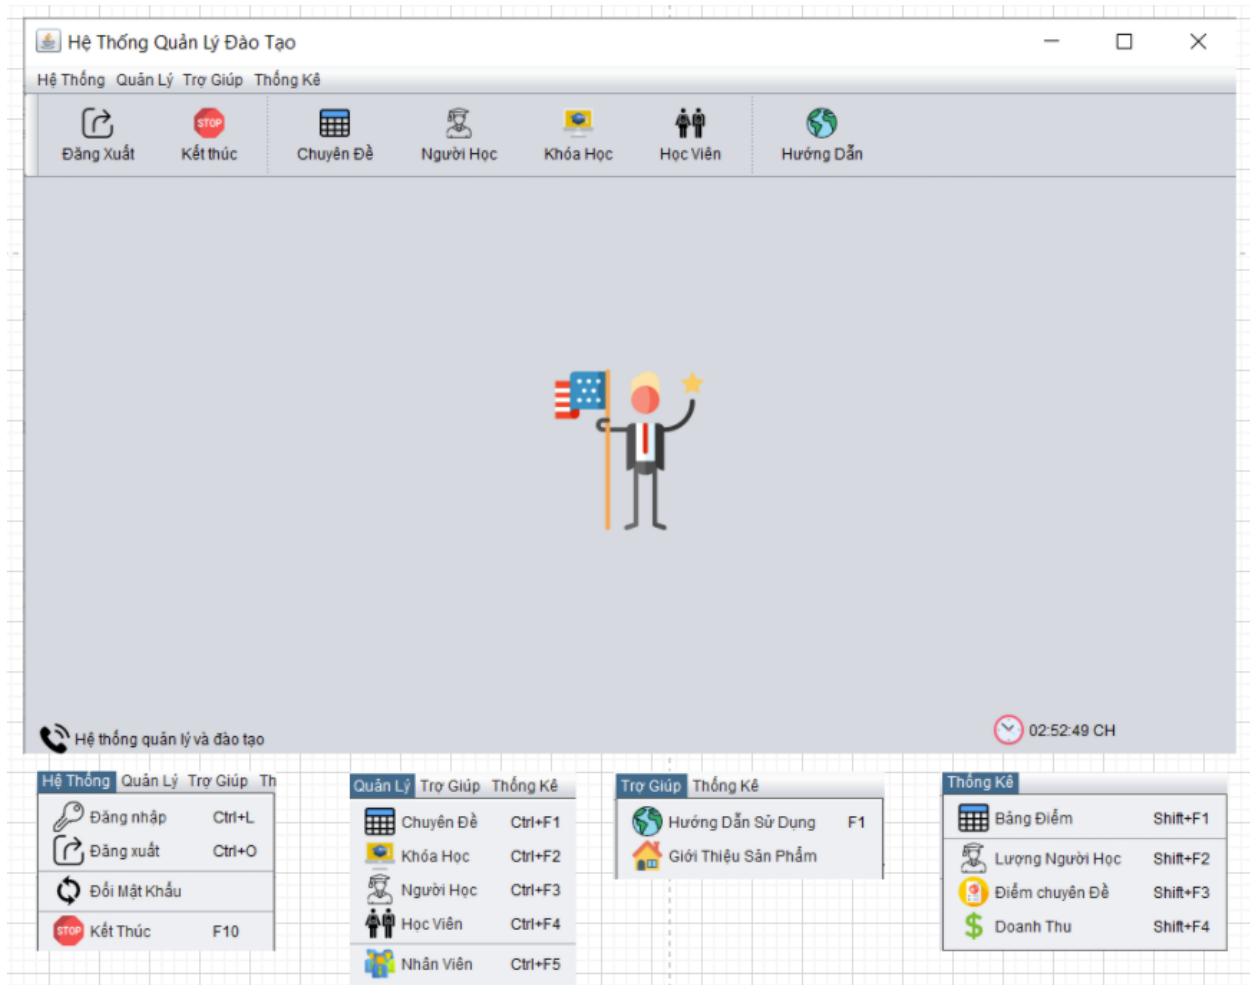 Hệ Thống Quản Lý Đào Tạo
Hệ Thống Quản Lý Trợ Giúp Thống Kê
Đăng Xuất STOP Kết thúc Chuyên Đề Người Học Khóa Học Học Viên Hướng Dẫn
Hệ thống quản lý và đào tạo
02:52:49 CH
Hệ Thống Quản Lý Trợ Giúp Th
Đăng nhập Ctrl+L
Đăng xuất Ctrl+O
Đổi Mật Khẩu
STOP Kết Thúc F10
Quản Lý Trợ Giúp Thống Kê
Chuyên Đề Ctrl+F1
Khóa Học Ctrl+F2
Người Học Ctrl+F3
Học Viên Ctrl+F4
Nhân Viên Ctrl+F5
Trợ Giúp Thống Kê
Hướng Dẫn Sử Dụng F1
Giới Thiệu Sản Phẩm
Thống Kê
Bảng Điểm Shift+F1
Lượng Người Học Shift+F2
Điểm chuyên Đề Shift+F3
Doanh Thu Shift+F4